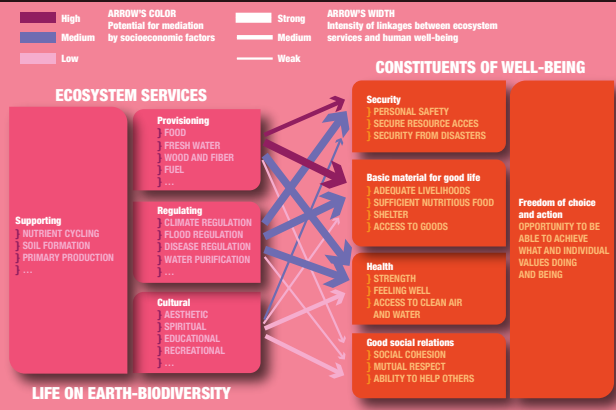 High
Medium
Low
ARROW'S COLOR
Potential for mediation
by socioeconomic factors
Strong
Medium
Weak
ARROW'S WIDTH
Intensity of linkages between ecosystem
services and human well-being
ECOSYSTEM SERVICES
CONSTITUENTS OF WELL-BEING
Supporting
} NUTRIENT CYCLING
} SOIL FORMATION
} PRIMARY PRODUCTION
} ...
Provisioning
} FOOD
} FRESH WATER
} WOOD AND FIBER
} FUEL
} ...
Regulating
} CLIMATE REGULATION
} FLOOD REGULATION
} DISEASE REGULATION
} WATER PURIFICATION
} ...
Cultural
} AESTHETIC
} SPIRITUAL
} EDUCATIONAL
} RECREATIONAL
} ...
Security
} PERSONAL SAFETY
} SECURE RESOURCE ACCES
} SECURITY FROM DISASTERS
Basic material for good life
} ADEQUATE LIVELIHOODS
} SUFFICIENT NUTRITIOUS FOOD
} SHELTER
} ACCESS TO GOODS
Health
} STRENGTH
} FEELING WELL
} ACCESS TO CLEAN AIR
AND WATER
Good social relations
} SOCIAL COHESION
} MUTUAL RESPECT
} ABILITY TO HELP OTHERS
Freedom of choice
and action
OPPORTUNITY TO BE
ABLE TO ACHIEVE
WHAT AND INDIVIDUAL
VALUES DOING
AND BEING
LIFE ON EARTH-BIODIVERSITY